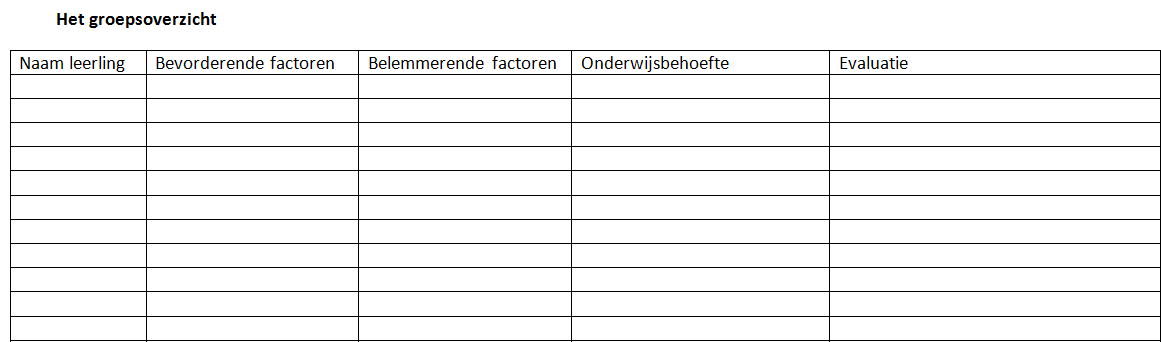 Het groepsoverzicht
Naam leerling Bevorderende factoren Belemmerende factoren Onderwijsbehoefte Evaluatie